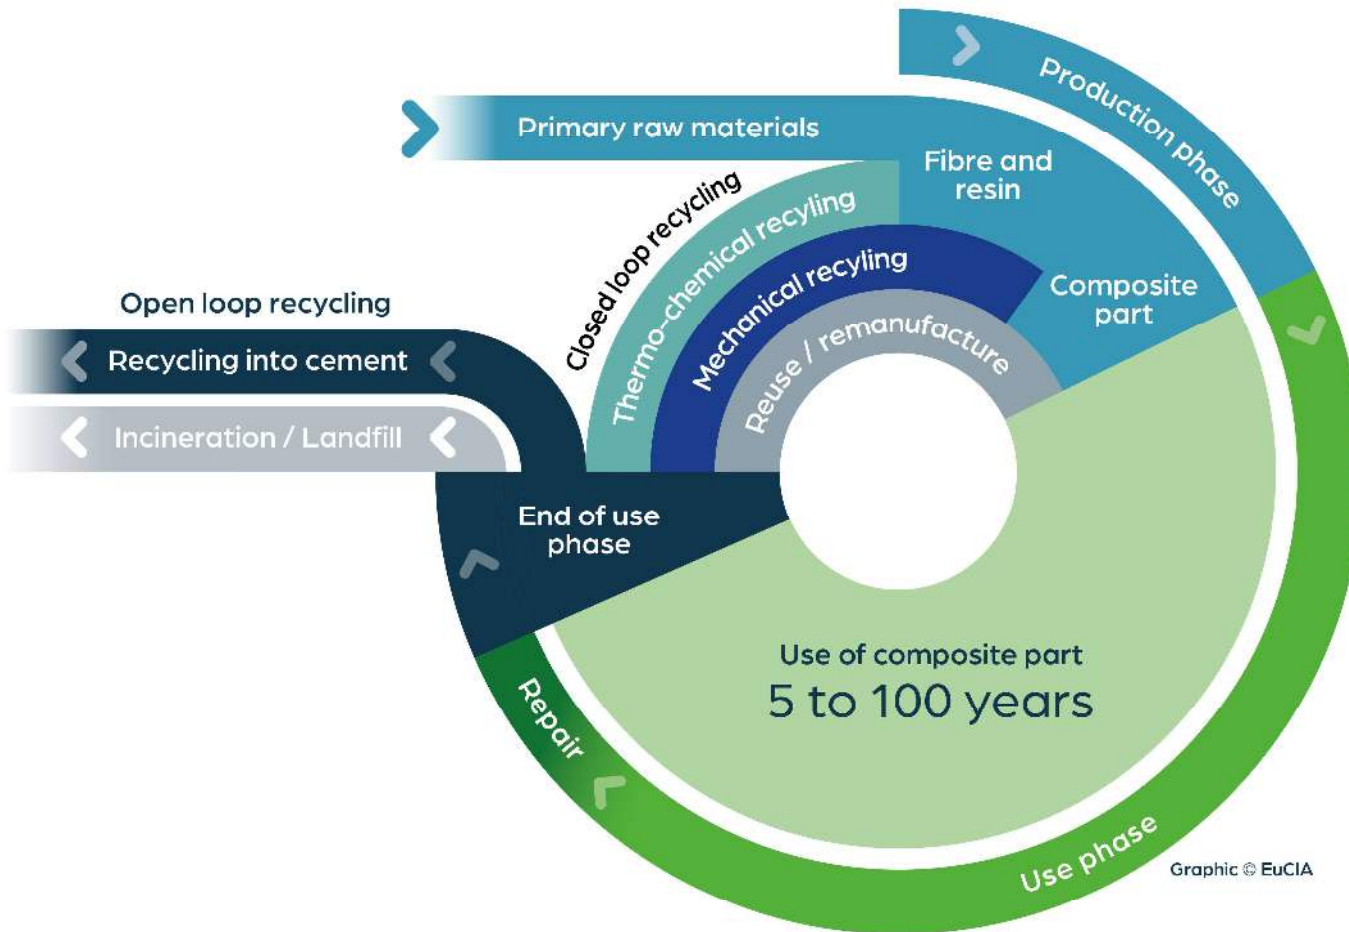 Production phase
Primary raw materials
Fibre and
resin
Closed loop recycling
Thermo-chemical recyling
Mechanical recyling
Reuse / remanufacture
Composite
part
Open loop recycling
Recycling into cement
Incineration / Landfill
End of use
phase
Use of composite part
5 to 100 years
Repair
Use phase
Graphic © EuCIA